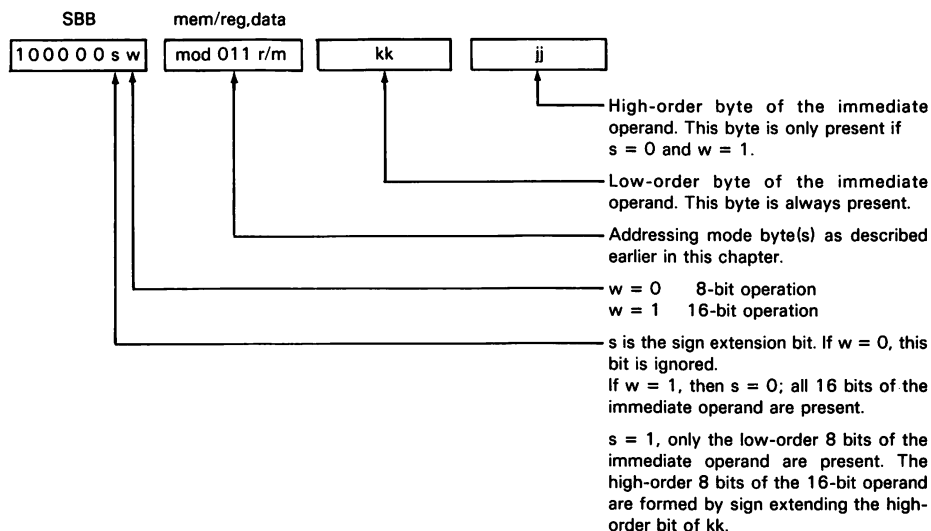 SBB mem/reg,data
1 0 0 0 0 0 s w mod 011 r/m kk jj
High-order byte of the immediate
operand. This byte is only present if
s = 0 and w = 1.
Low-order byte of the immediate
operand. This byte is always present.
Addressing mode byte(s) as described
earlier in this chapter.
w = 0 8-bit operation
w = 1 16-bit operation
s is the sign extension bit. If w = 0, this
bit is ignored.
If w = 1, then s = 0; all 16 bits of the
immediate operand are present.
s = 1, only the low-order 8 bits of the
immediate operand are present. The
high-order 8 bits of the 16-bit operand
are formed by sign extending the high-
order bit of kk.